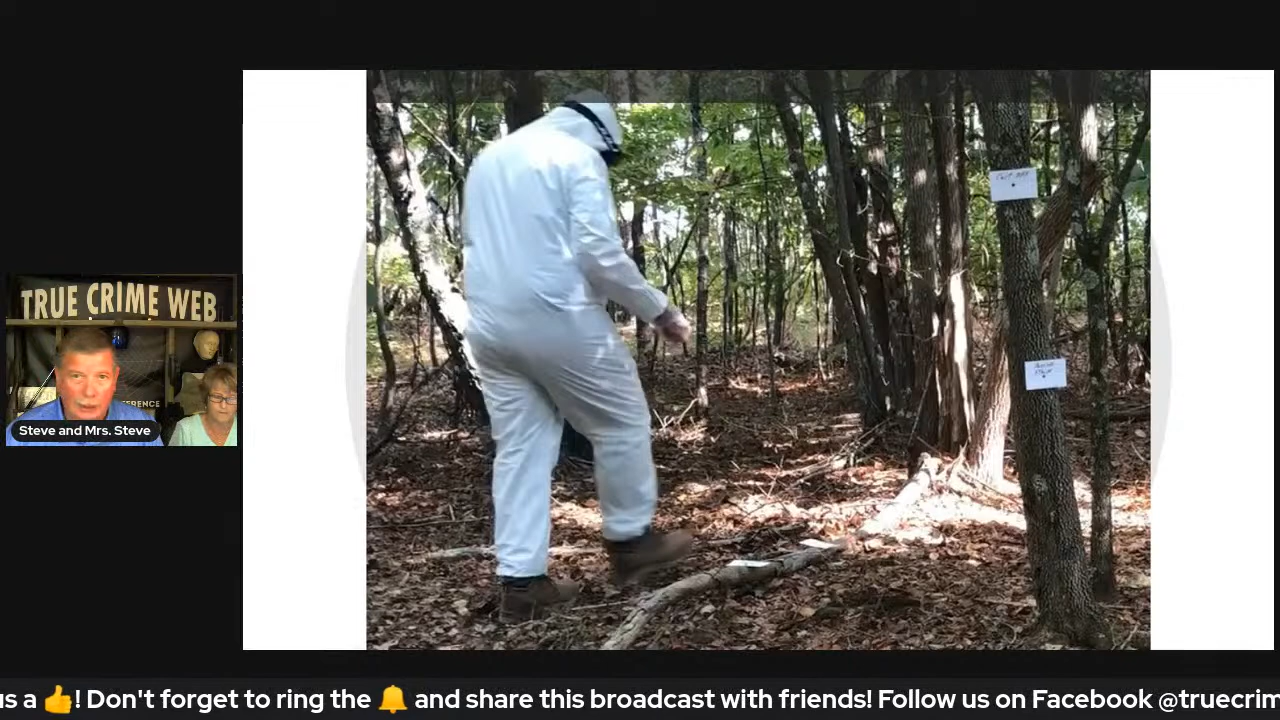 TRUE CRIME WEB
Steve and Mrs. Steve
us a 👍! Don't forget to ring the 🔔 and share this broadcast with friends! Follow us on Facebook @truecrim